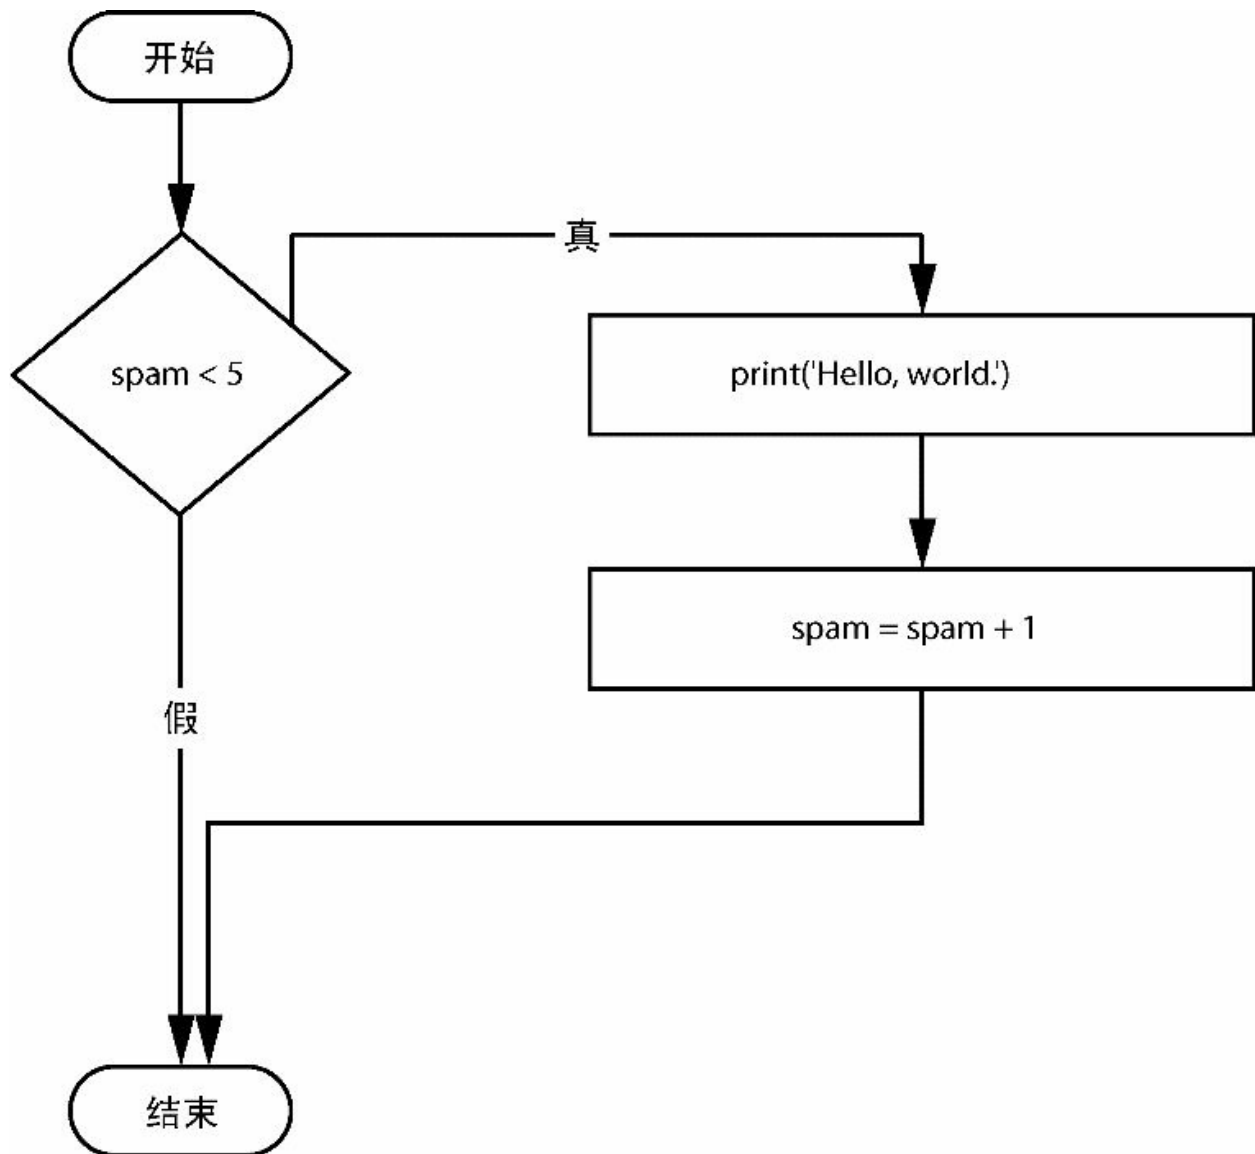 开始
真
spam < 5
print('Hello, world.')
spam = spam + 1
假
结束